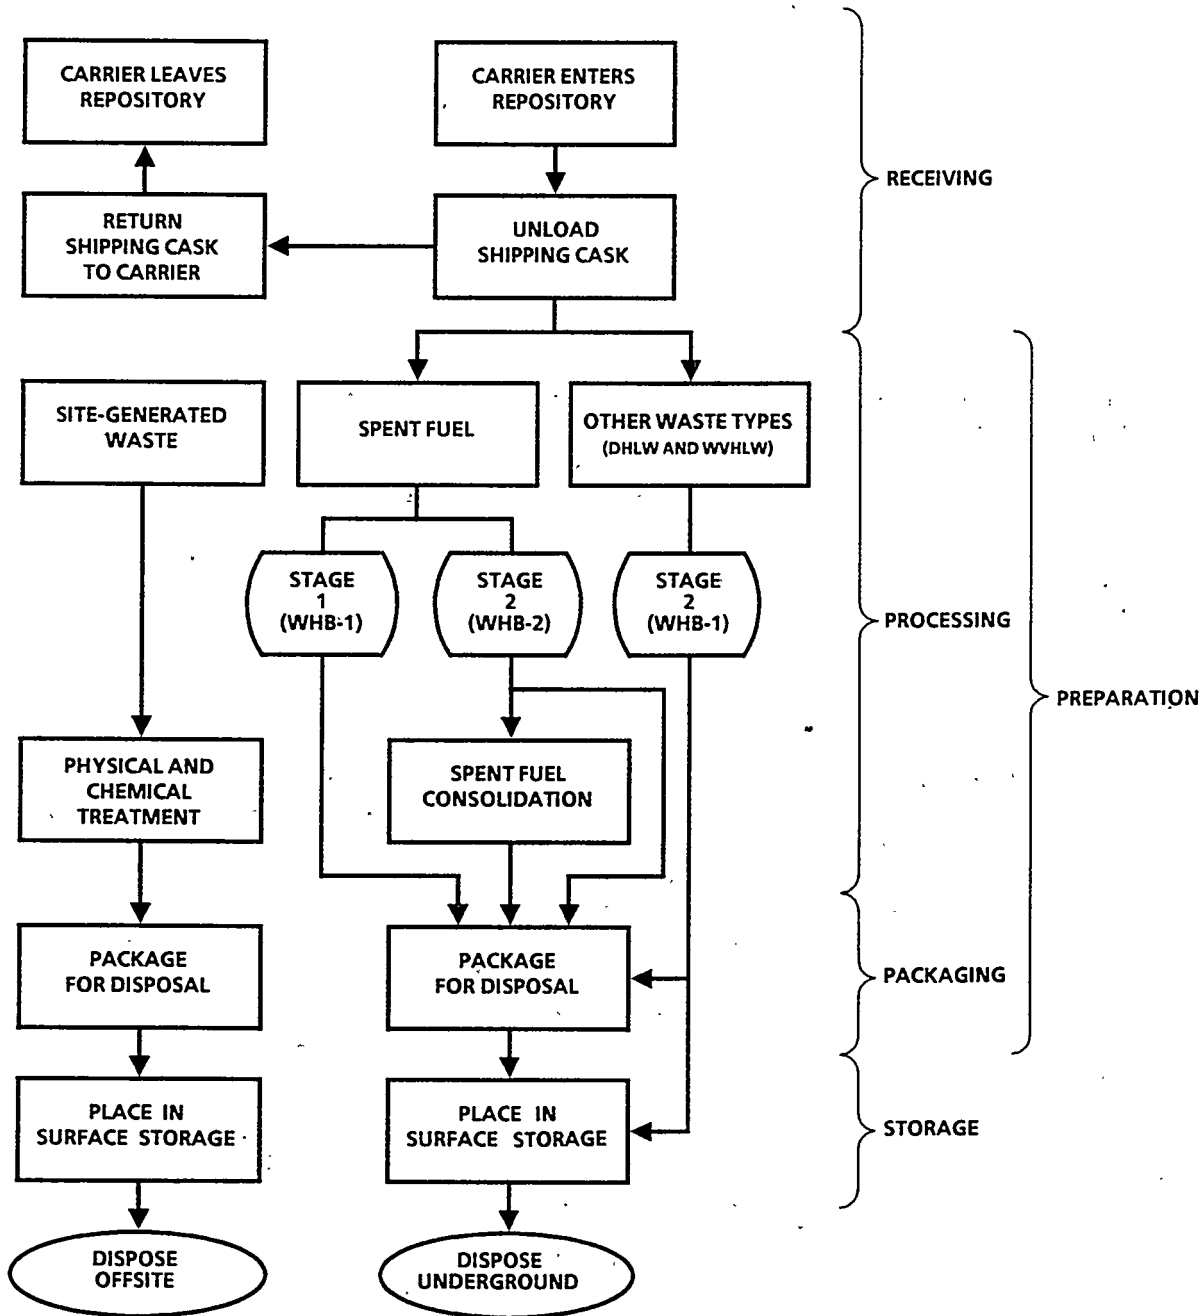 CARRIER LEAVES
REPOSITORY
CARRIER ENTERS
REPOSITORY
RECEIVING
RETURN
SHIPPING CASK
TO CARRIER
UNLOAD
SHIPPING CASK
SITE-GENERATED
WASTE
SPENT FUEL
OTHER WASTE TYPES
(DHLW AND WVHLW)
STAGE
1
(WHB-1)
STAGE
2
(WHB-2)
STAGE
2
(WHB-1)
PROCESSING
PREPARATION
PHYSICAL AND
CHEMICAL
TREATMENT
SPENT FUEL
CONSOLIDATION
PACKAGE
FOR DISPOSAL
PACKAGE
FOR DISPOSAL
PACKAGING
PLACE IN
SURFACE STORAGE
PLACE IN
SURFACE STORAGE
STORAGE
DISPOSE
OFFSITE
DISPOSE
UNDERGROUND